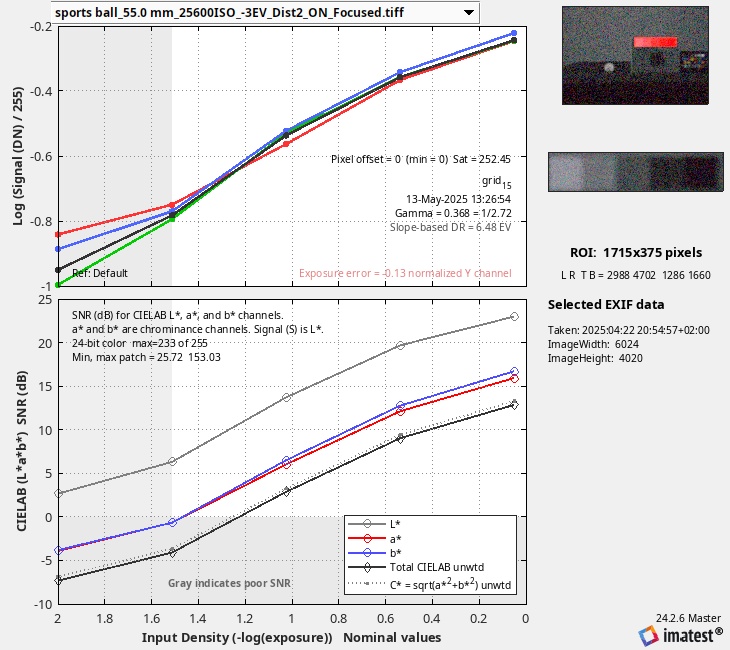 sports ball_55.0 mm_25600ISO_-3EV_Dist2_ON_Focused.tiff
-0.2
-0.4
-0.6
-0.8
-1
Log (Signal (DN) / 255)
Pixel offset = 0 (min = 0) Sat = 252.45
grid15
13-May-2025 13:26:54
Gamma = 0.368 = 1/2.72
Slope-based DR = 6.48 EV
Ref: Default
Exposure error = -0.13 normalized Y channel
25
20
15
10
5
0
-5
-10
CIELAB (L*a*b*) SNR (dB)
SNR (dB) for CIELAB L*, a*, and b* channels.
a* and b* are chrominance channels. Signal (S) is L*.
24-bit color max=233 of 255
Min, max patch = 25.72 153.03
L*
a*
b*
Total CIELAB unwtd
C* = sqrt(a*2+b*2) unwtd
Gray indicates poor SNR
2 1.8 1.6 1.4 1.2 1 0.8 0.6 0.4 0.2 0
Input Density (-log(exposure)) Nominal values
ROI: 1715x375 pixels
L R T B = 2988 4702 1286 1660
Selected EXIF data
Taken: 2025:04:22 20:54:57+02:00
ImageWidth: 6024
ImageHeight: 4020
24.2.6 Master
imatest®